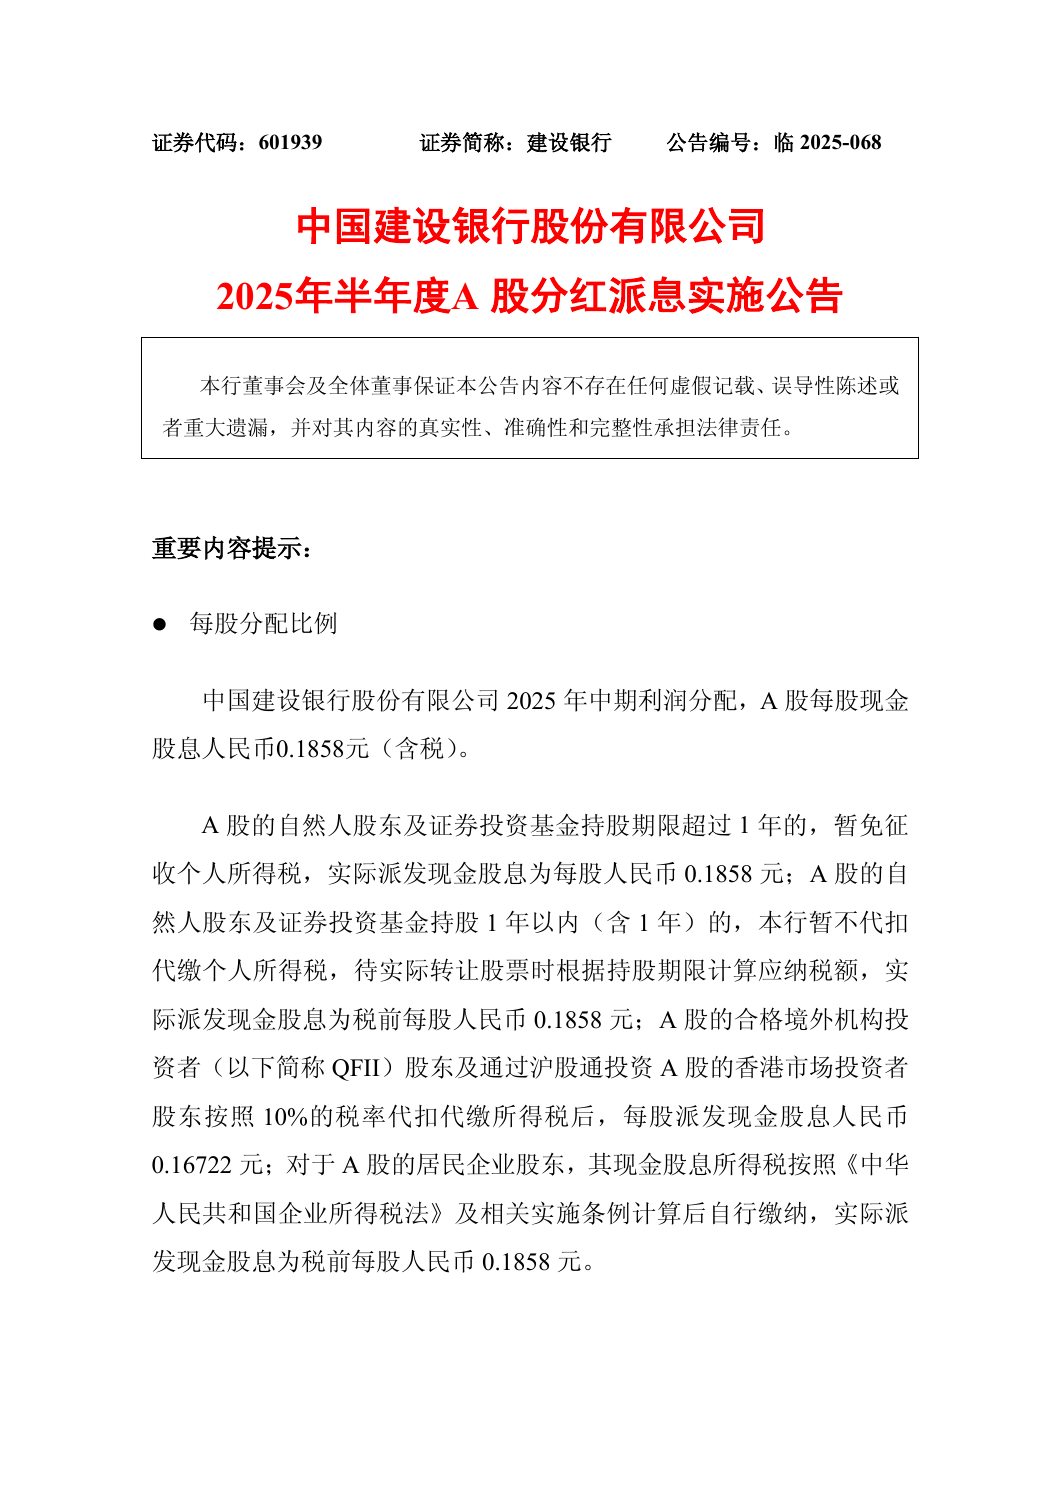 证券代码：601939 证券简称：建设银行 公告编号：临 2025-068
中国建设银行股份有限公司
2025年半年度A 股分红派息实施公告
本行董事会及全体董事保证本公告内容不存在任何虚假记载、误导性陈述或
者重大遗漏，并对其内容的真实性、准确性和完整性承担法律责任。
重要内容提示：
● 每股分配比例
中国建设银行股份有限公司 2025 年中期利润分配，A 股每股现金
股息人民币0.1858元（含税）。
A 股的自然人股东及证券投资基金持股期限超过 1 年的，暂免征
收个人所得税，实际派发现金股息为每股人民币 0.1858 元；A 股的自
然人股东及证券投资基金持股 1 年以内（含 1 年）的，本行暂不代扣
代缴个人所得税，待实际转让股票时根据持股期限计算应纳税额，实
际派发现金股息为税前每股人民币 0.1858 元；A 股的合格境外机构投
资者（以下简称 QFII）股东及通过沪股通投资 A 股的香港市场投资者
股东按照 10%的税率代扣代缴所得税后，每股派发现金股息人民币
0.16722 元；对于 A 股的居民企业股东，其现金股息所得税按照《中华
人民共和国企业所得税法》及相关实施条例计算后自行缴纳，实际派
发现金股息为税前每股人民币 0.1858 元。